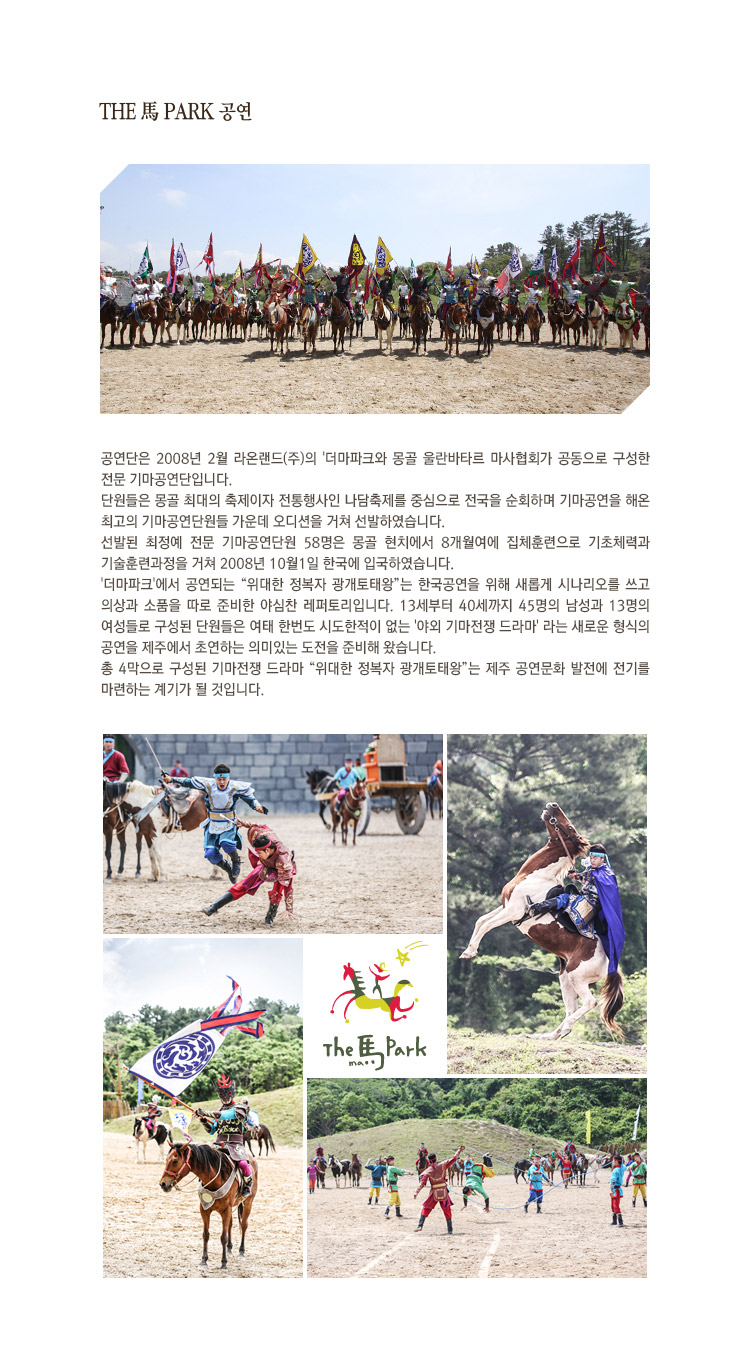 THE 馬 PARK 공연
공연단은 2008년 2월 라온랜드(주)의 '더마파크와 몽골 울란바타르 마사협회가 공동으로 구성한
전문 기마공연단입니다.
단원들은 몽골 최대의 축제이자 전통행사인 나담축제를 중심으로 전국을 순회하며 기마공연을 해온
최고의 기마공연단원들 가운데 오디션을 거쳐 선발하였습니다.
선발된 최정예 전문 기마공연단원 58명은 몽골 현치에서 8개월여에 집체훈련으로 기초체력과
기술훈련과정을 거쳐 2008년 10월1일 한국에 입국하였습니다.
'더마파크'에서 공연되는 “위대한 정복자 광개토태왕”는 한국공연을 위해 새롭게 시나리오를 쓰고
의상과 소품을 따로 준비한 야심찬 레퍼토리입니다. 13세부터 40세까지 45명의 남성과 13명의
여성들로 구성된 단원들은 여태 한번도 시도한적이 없는 '야외 기마전쟁 드라마' 라는 새로운 형식의
공연을 제주에서 초연하는 의미있는 도전을 준비해 왔습니다.
총 4막으로 구성된 기마전쟁 드라마 “위대한 정복자 광개토태왕”는 제주 공연문화 발전에 전기를
마련하는 계기가 될 것입니다.
The 馬 Park
ma